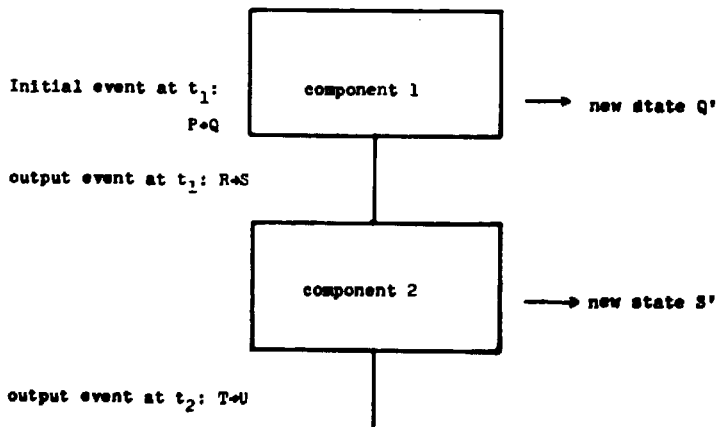 Initial event at t1:
component 1
new state Q'
P→Q
output event at t1: R→S
component 2
new state S'
output event at t2: T→U